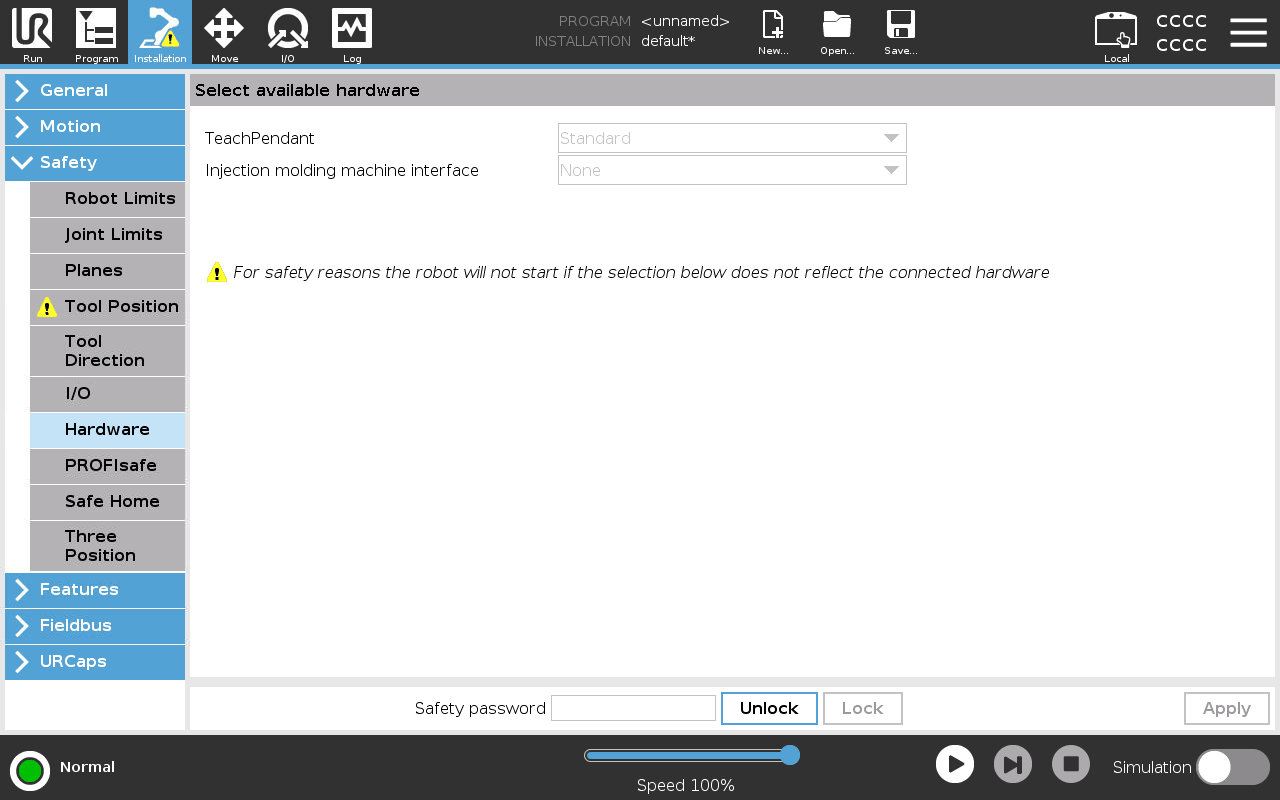 Run
Program
Installation
Move
I/O
Log
PROGRAM <unnamed>
INSTALLATION default*
New...
Open...
Save...
Local
CCCC
CCCC
General
Motion
Safety
Robot Limits
Joint Limits
Planes
Tool Position
Tool
Direction
I/O
Hardware
PROFIsafe
Safe Home
Three
Position
Features
Fieldbus
URCaps
Select available hardware
TeachPendant Standard
Injection molding machine interface None
For safety reasons the robot will not start if the selection below does not reflect the connected hardware
Safety password Unlock Lock Apply
Normal
Speed 100%
Simulation